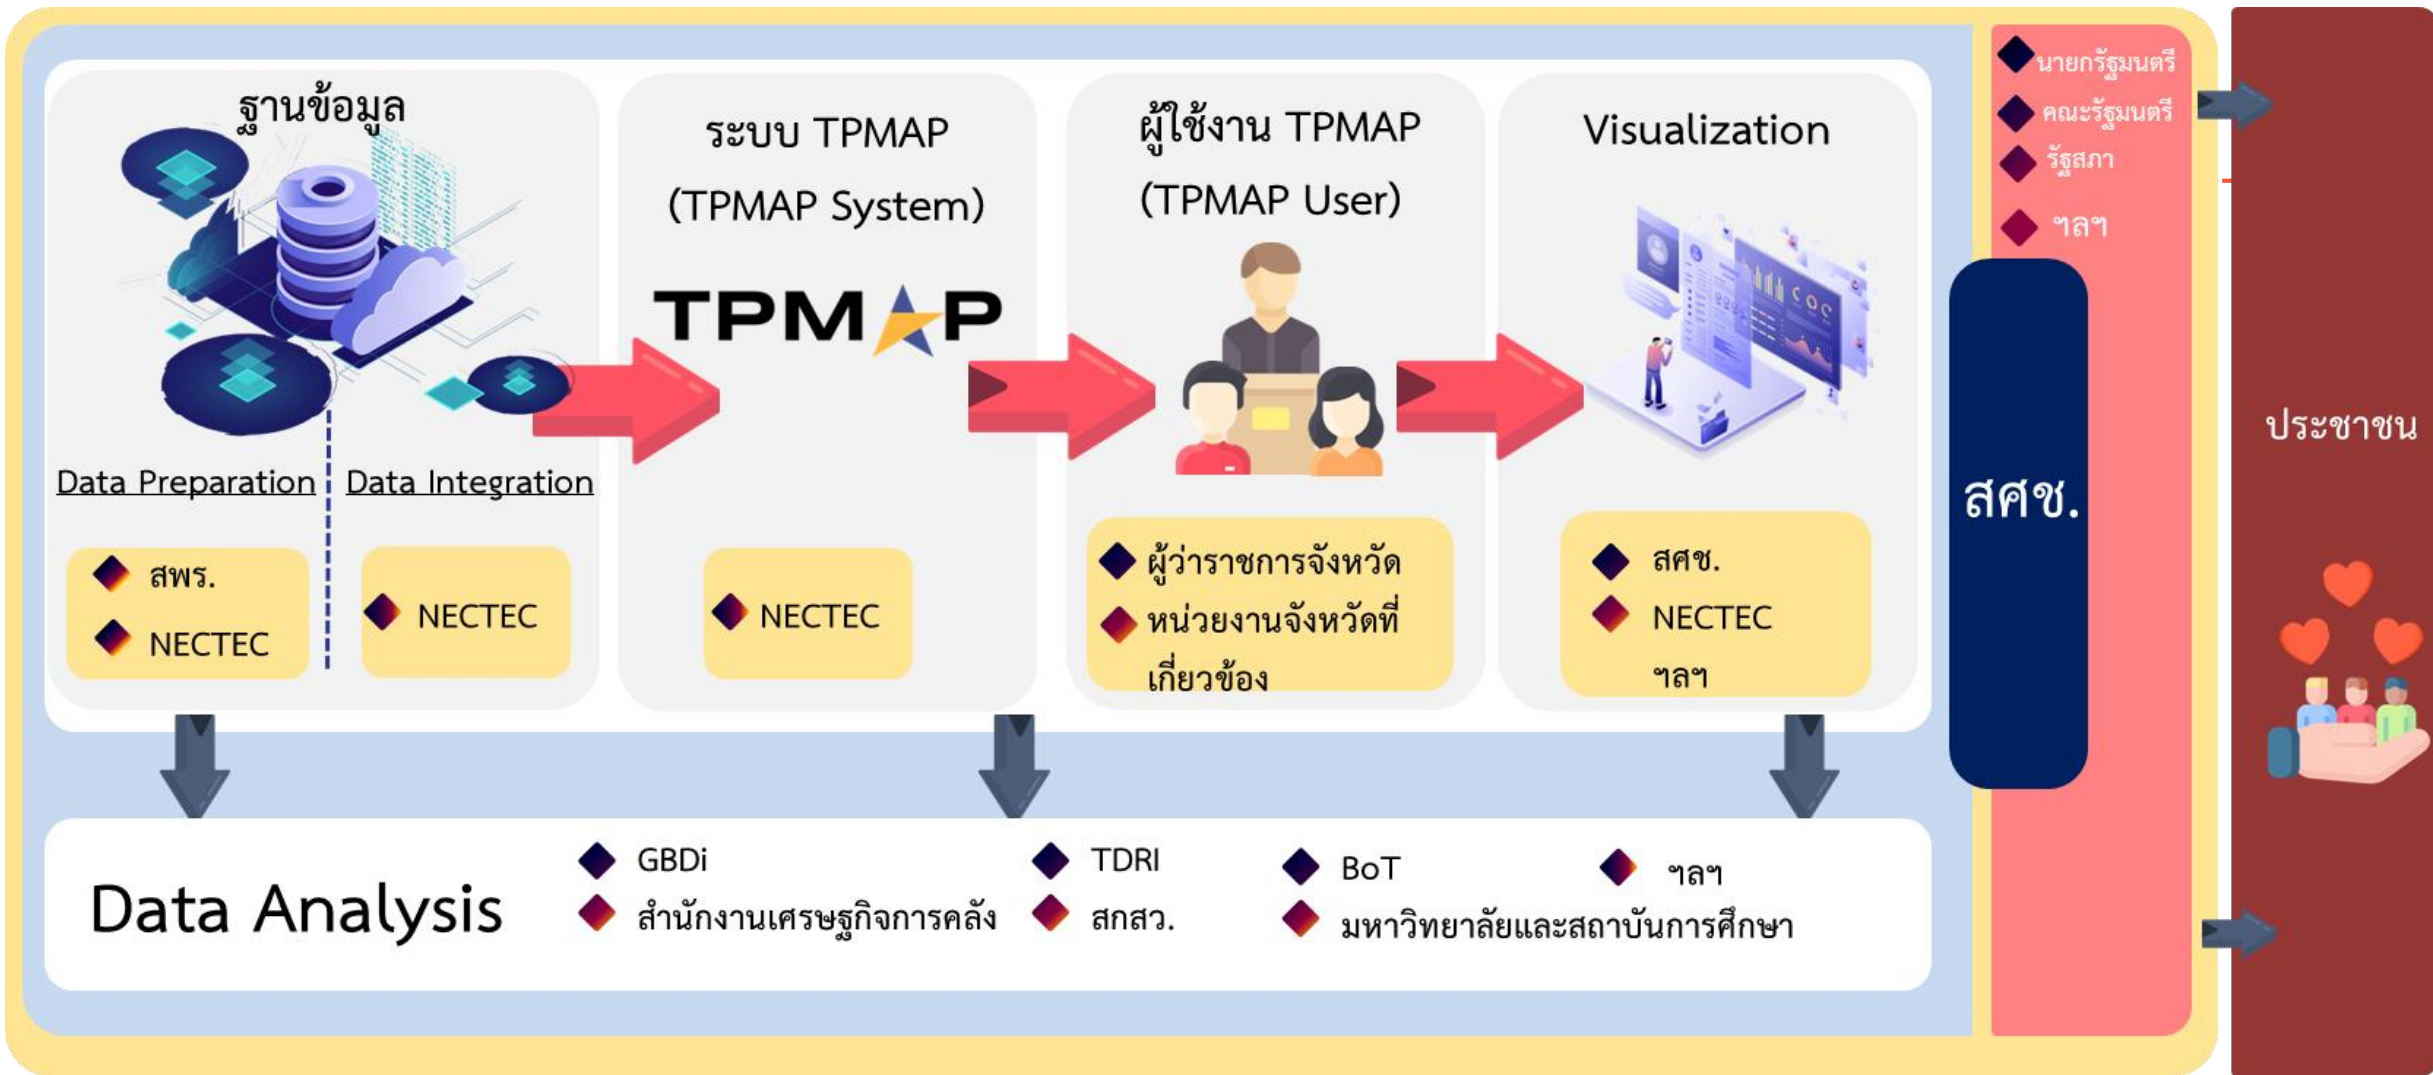 ฐานข้อมูล
Data Preparation
สพร.
NECTEC
Data Integration
NECTEC
ระบบ TPMAP
(TPMAP System)
TPMAP
NECTEC
ผู้ใช้งาน TPMAP
(TPMAP User)
ผู้ว่าราชการจังหวัด
หน่วยงานจังหวัดที่
เกี่ยวข้อง
Visualization
สศช.
NECTEC
ฯลฯ
Data Analysis
GBDi
สำนักงานเศรษฐกิจการคลัง
TDRI
สกสว.
BoT
มหาวิทยาลัยและสถาบันการศึกษา
ฯลฯ
นายกรัฐมนตรี
คณะรัฐมนตรี
รัฐสภา
ฯลฯ
สศช.
ประชาชน